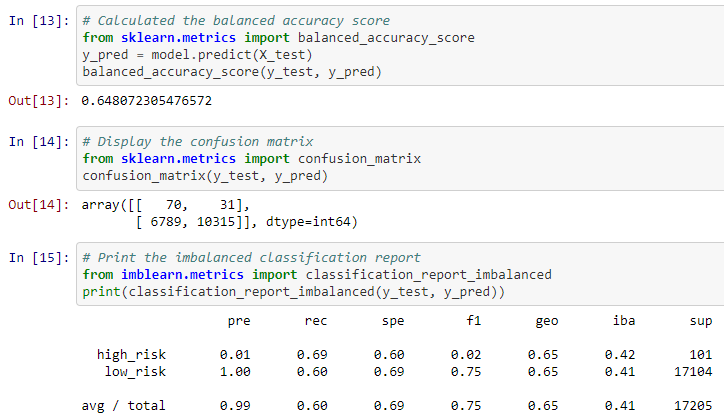 In [13]: # Calculated the balanced accuracy score
from sklearn.metrics import balanced_accuracy_score
y_pred = model.predict(X_test)
balanced_accuracy_score(y_test, y_pred)
Out[13]: 0.648072305476572
In [14]: # Display the confusion matrix
from sklearn.metrics import confusion_matrix
confusion_matrix(y_test, y_pred)
Out[14]: array([[   70,    31],
       [ 6789, 10315]], dtype=int64)
In [15]: # Print the imbalanced classification report
from imblearn.metrics import classification_report_imbalanced
print(classification_report_imbalanced(y_test, y_pred))
pre rec spe f1 geo iba sup
high_risk 0.01 0.69 0.60 0.02 0.65 0.42 101
low_risk 1.00 0.60 0.69 0.75 0.65 0.41 17104
avg / total 0.99 0.60 0.69 0.75 0.65 0.41 17205